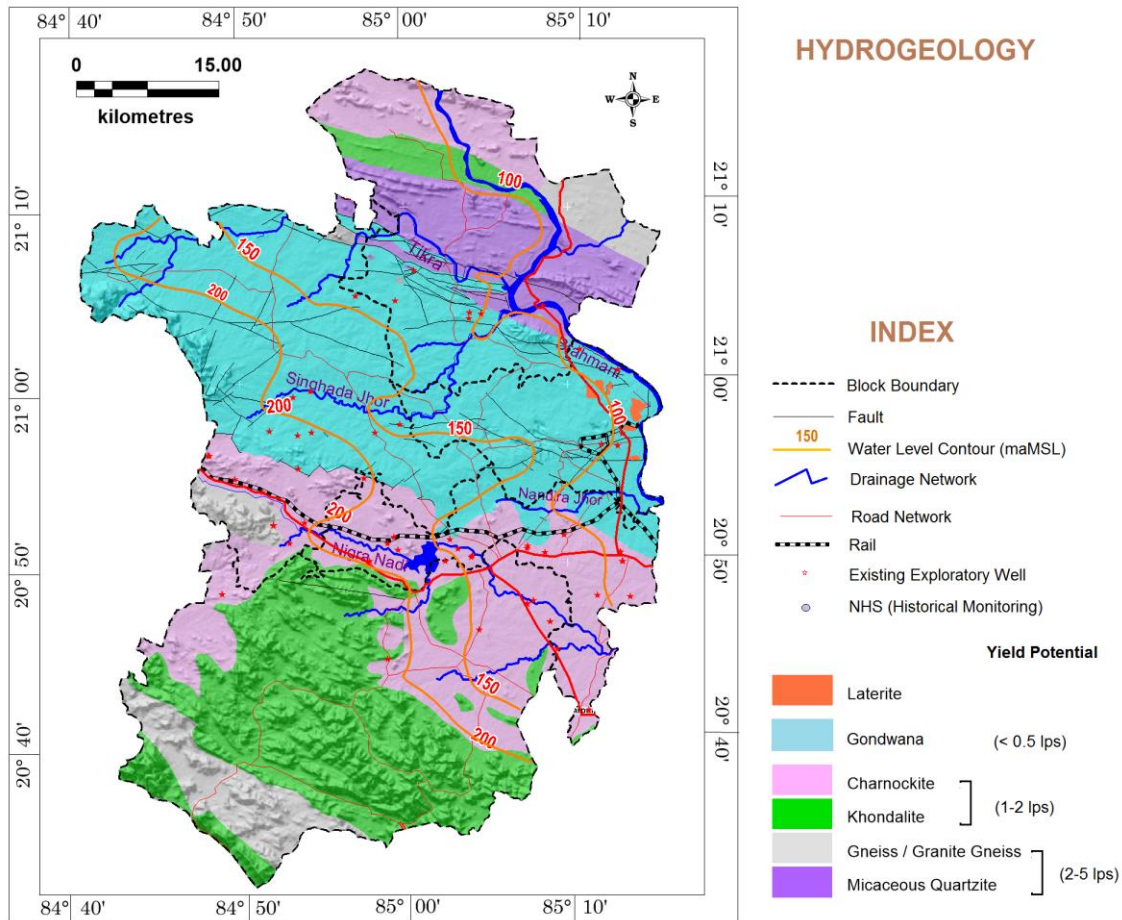 84° 40' 84° 50' 85° 00' 85° 10'
HYDROGEOLOGY
0 15.00
kilometres
N
W E
S
21° 10'
21° 10'
100
Tikra
150
200
INDEX
Block Boundary
Fault
150 Water Level Contour (maMSL)
Drainage Network
Road Network
Rail
Existing Exploratory Well
NHS (Historical Monitoring)
Yield Potential
Laterite
Gondwana (< 0.5 lps)
Charnockite
Khondalite
(1-2 lps)
Gneiss / Granite Gneiss
Micaceous Quartzite
(2-5 lps)
21° 00'
21° 00'
Brahmani
Singhada Jhor
200
150
100
Nandira Jhor
200
Nigra Nadi
20° 50'
20° 50'
150
200
20° 40'
20° 40'
84° 40' 84° 50' 85° 00' 85° 10'